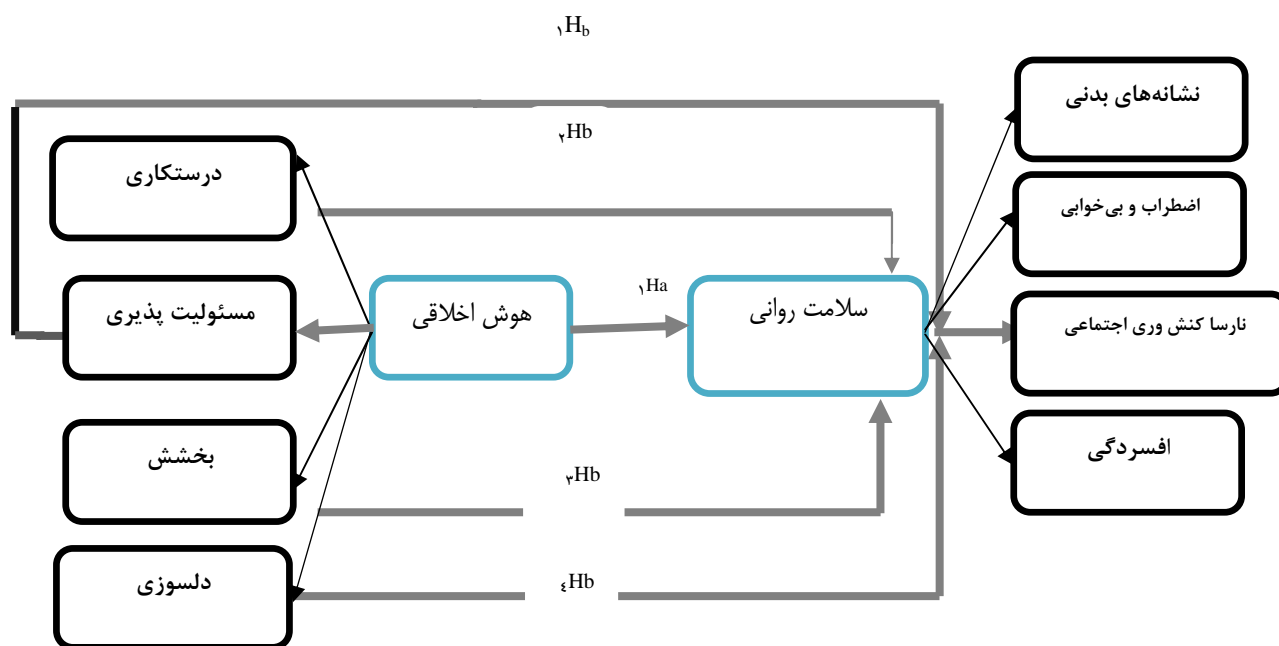 ۱Hb
نشانه‌های بدنی
۲Hb
درستکاری
اضطراب و بی‌خوابی
۱Ha
مسئولیت پذیری
هوش اخلاقی
سلامت روانی
نارسا کنش وری اجتماعی
بخشش
افسردگی
۳Hb
دلسوزی
٤Hb